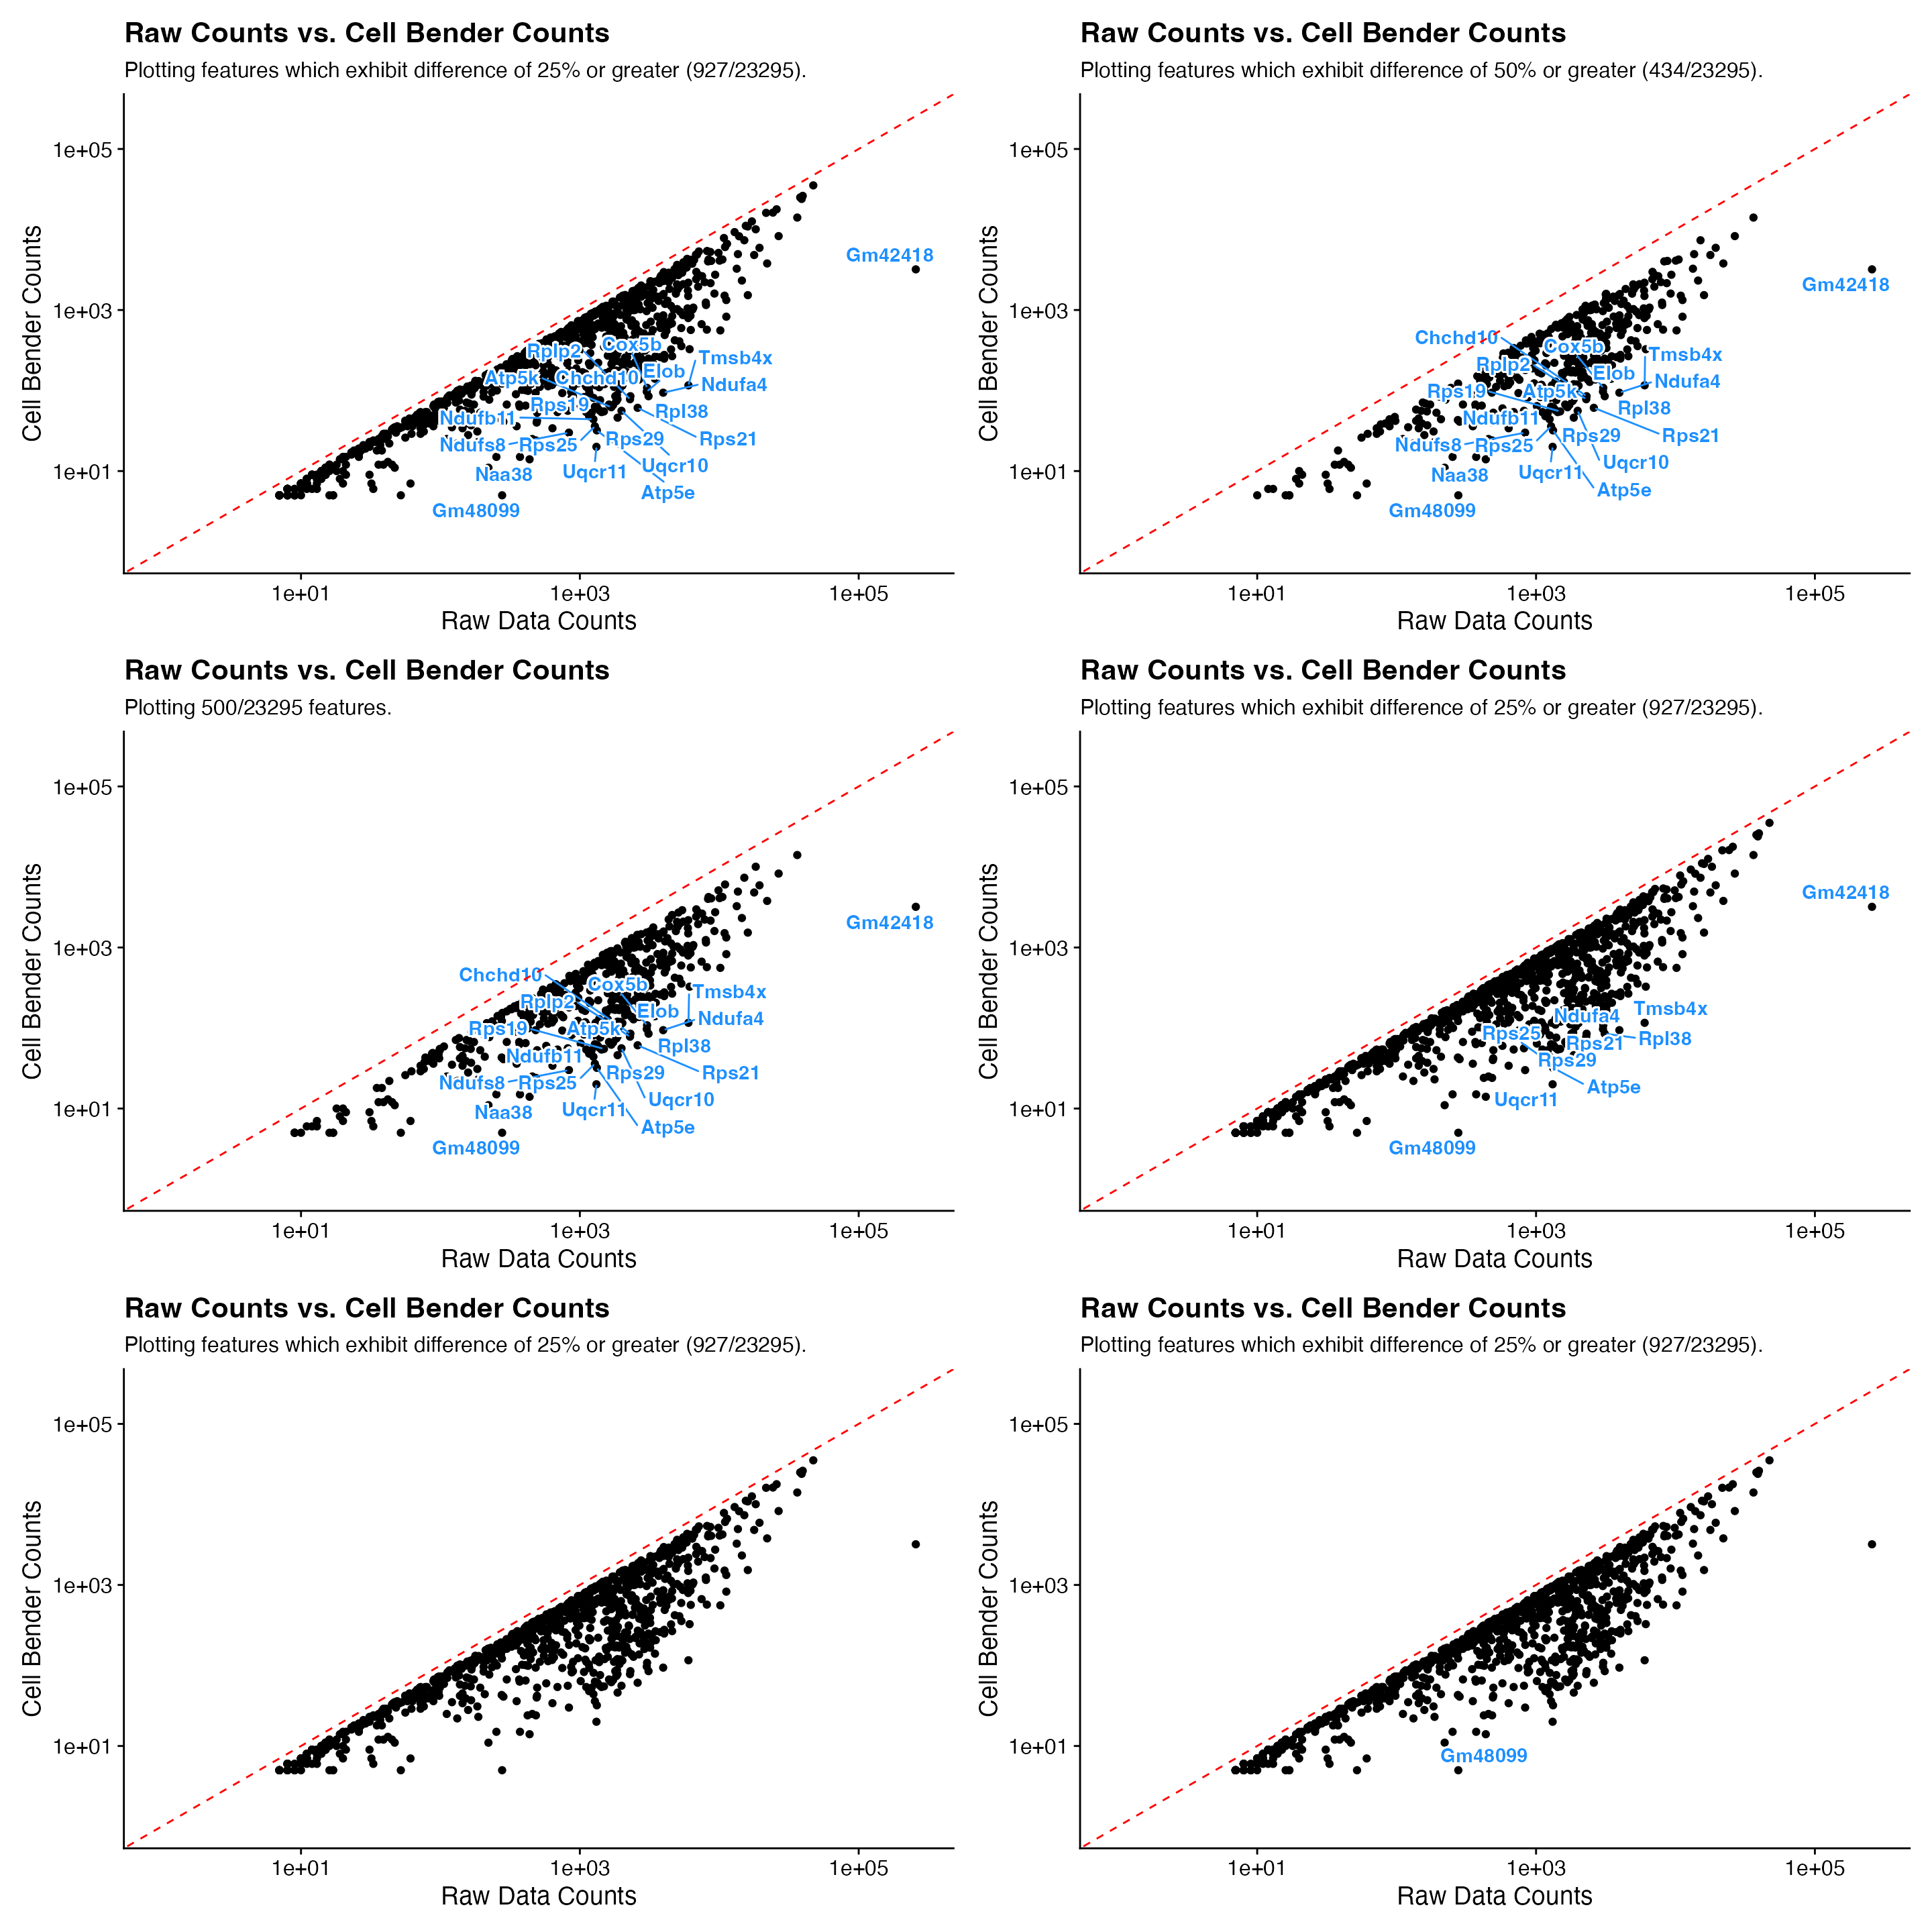 Raw Counts vs. Cell Bender Counts
Plotting features which exhibit difference of 25% or greater (927/23295).
Cell Bender Counts
1e+05
1e+03
1e+01
Gm42418
Rplp2
Cox5b
Tmsb4x
Atp5k
Chchd10
Elob
Ndufa4
Rps19
Ndufb11
Rpl38
Ndufs8
Rps25
Rps29
Rps21
Naa38
Uqcr11
Uqcr10
Atp5e
Gm48099
1e+01
1e+03
1e+05
Raw Data Counts
Raw Counts vs. Cell Bender Counts
Plotting features which exhibit difference of 50% or greater (434/23295).
Cell Bender Counts
1e+05
1e+03
1e+01
Gm42418
Chchd10
Cox5b
Tmsb4x
Rplp2
Elob
Ndufa4
Rps19
Atp5k
Rpl38
Ndufb11
Ndufs8
Rps25
Rps29
Rps21
Naa38
Uqcr11
Uqcr10
Atp5e
Gm48099
1e+01
1e+03
1e+05
Raw Data Counts
Raw Counts vs. Cell Bender Counts
Plotting 500/23295 features.
Cell Bender Counts
1e+05
1e+03
1e+01
Gm42418
Chchd10
Cox5b
Tmsb4x
Rplp2
Elob
Ndufa4
Rps19
Atp5k
Rpl38
Ndufb11
Ndufs8
Rps25
Rps29
Rps21
Naa38
Uqcr11
Uqcr10
Atp5e
Gm48099
1e+01
1e+03
1e+05
Raw Data Counts
Raw Counts vs. Cell Bender Counts
Plotting features which exhibit difference of 25% or greater (927/23295).
Cell Bender Counts
1e+05
1e+03
1e+01
Gm42418
Tmsb4x
Ndufa4
Rps25
Rps21
Rpl38
Rps29
Atp5e
Uqcr11
Gm48099
1e+01
1e+03
1e+05
Raw Data Counts
Raw Counts vs. Cell Bender Counts
Plotting features which exhibit difference of 25% or greater (927/23295).
Cell Bender Counts
1e+05
1e+03
1e+01
1e+01
1e+03
1e+05
Raw Data Counts
Raw Counts vs. Cell Bender Counts
Plotting features which exhibit difference of 25% or greater (927/23295).
Cell Bender Counts
1e+05
1e+03
1e+01
Gm48099
1e+01
1e+03
1e+05
Raw Data Counts